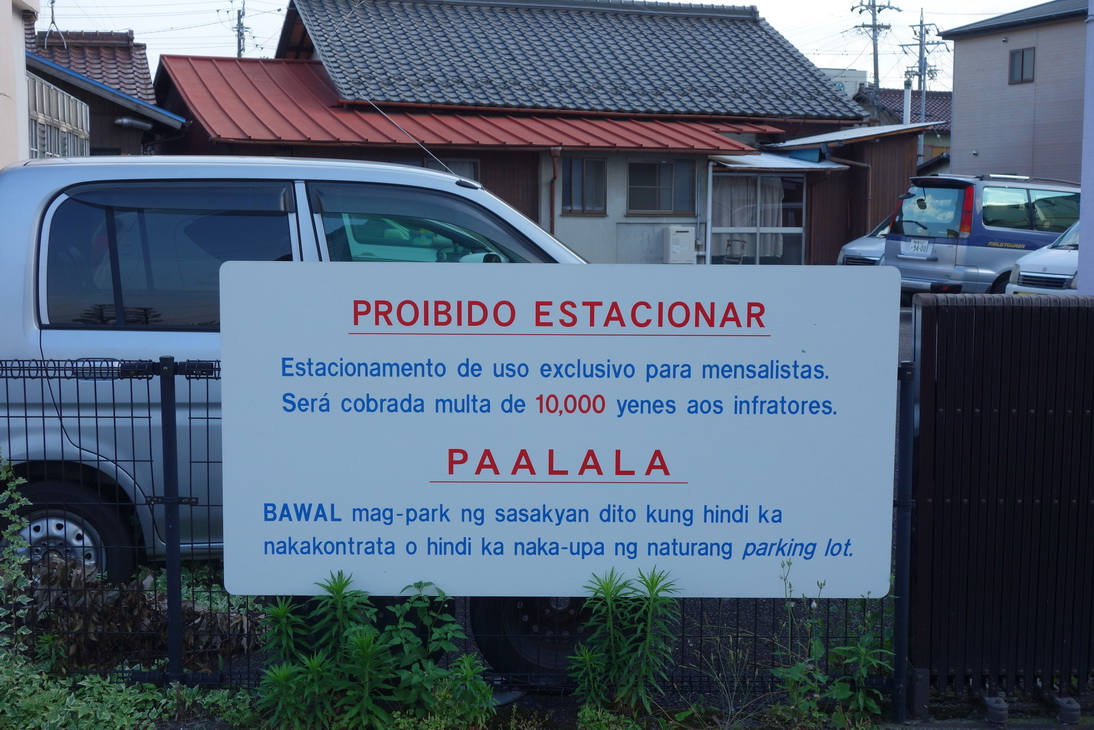 PROIBIDO ESTACIONAR
Estacionamento de uso exclusivo para mensalistas.
Será cobrada multa de 10,000 yenes aos infratores.
PAALALA
BAWAL mag-park ng sasakyan dito kung hindi ka
nakakontrata o hindi ka naka-upa ng naturang parking lot.